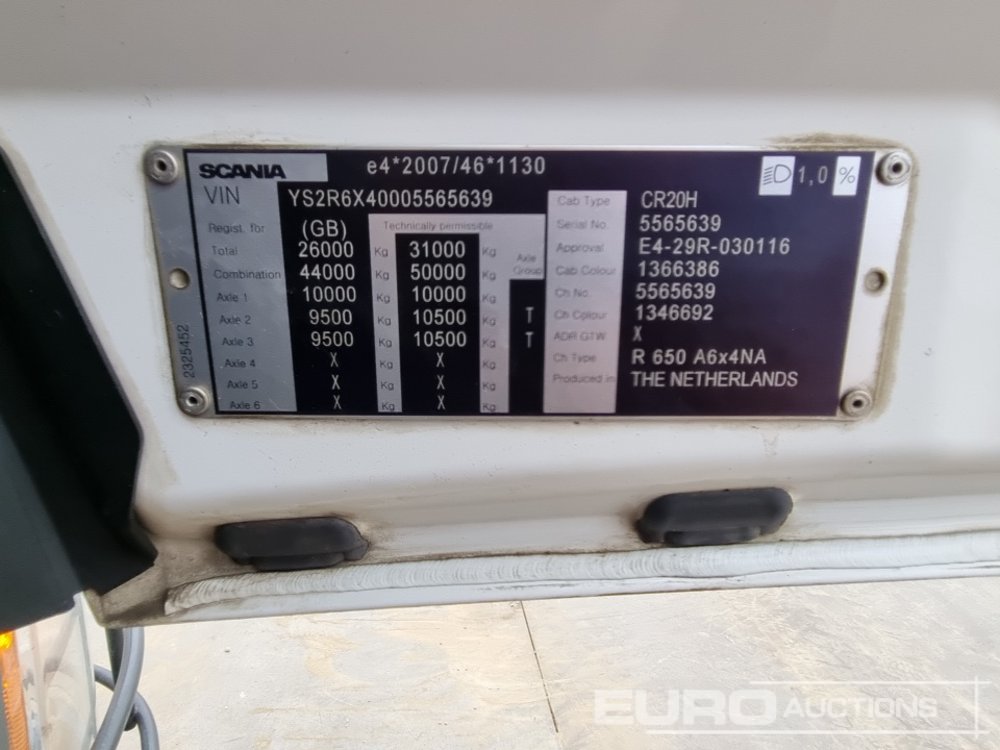 SCANIA e4*2007/46*1130 1,0 %
VIN YS2R6X40005565639 Cab Type CR20H
Regist. for (GB) Technically permissible Serial No. 5565639
Total 26000 Kg 31000 Kg Axle Group Approval E4-29R-030116
Combination 44000 Kg 50000 Kg Cab Colour 1366386
Axle 1 10000 Kg 10000 Kg Ch No. 5565639
Axle 2 9500 Kg 10500 Kg T Ch Colour 1346692
Axle 3 9500 Kg 10500 Kg T ADR GTW X
Axle 4 X Kg X Kg Ch Type R 650 A6x4NA
Axle 5 X Kg X Kg Produced in THE NETHERLANDS
Axle 6 X Kg X Kg
2325452
EURO AUCTIONS